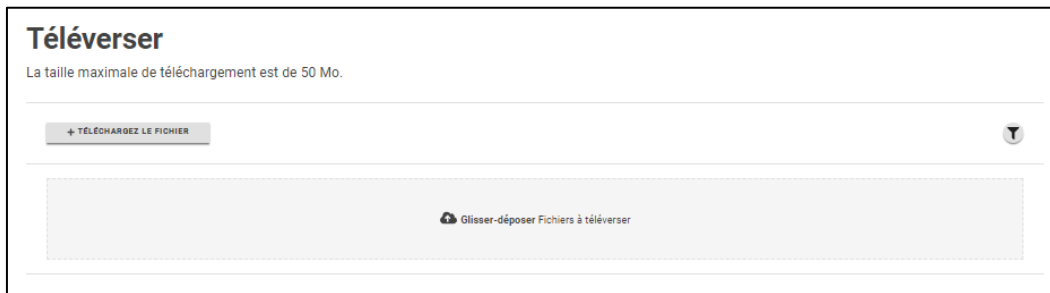 Téléverser
La taille maximale de téléchargement est de 50 Mo.
+ TÉLÉCHARGEZ LE FICHIER
Glisser-déposer Fichiers à téléverser